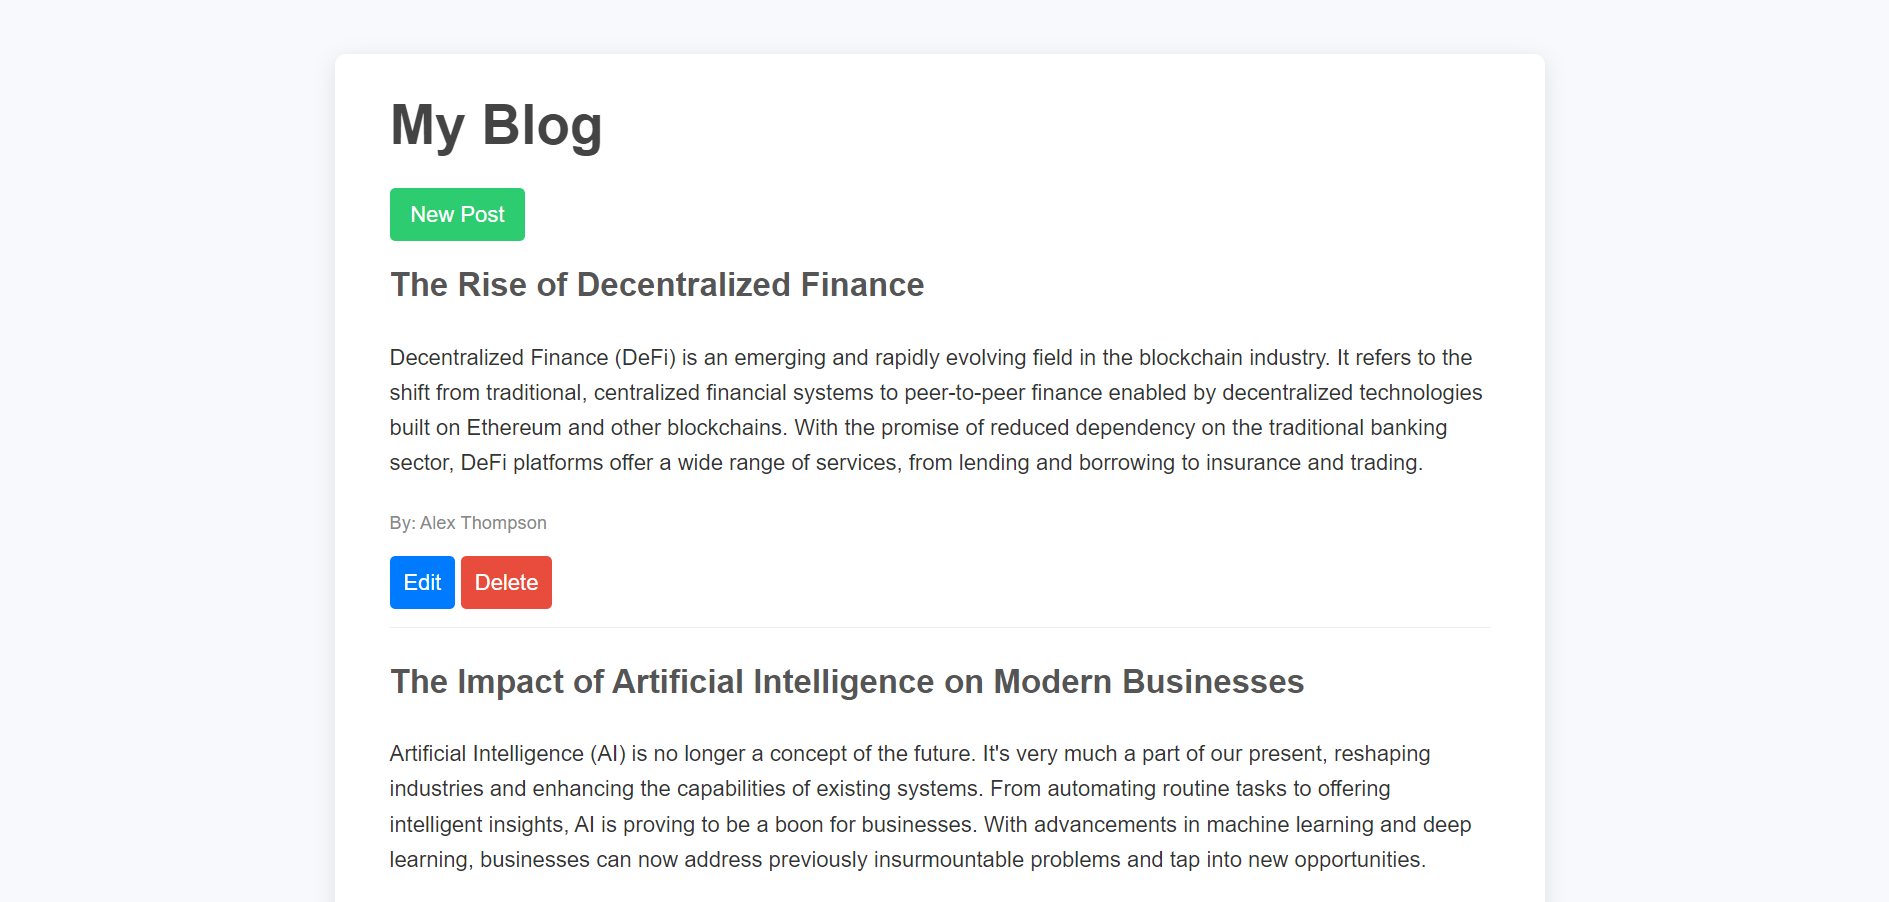 My Blog
New Post
The Rise of Decentralized Finance
Decentralized Finance (DeFi) is an emerging and rapidly evolving field in the blockchain industry. It refers to the
shift from traditional, centralized financial systems to peer-to-peer finance enabled by decentralized technologies
built on Ethereum and other blockchains. With the promise of reduced dependency on the traditional banking
sector, DeFi platforms offer a wide range of services, from lending and borrowing to insurance and trading.
By: Alex Thompson
Edit Delete
The Impact of Artificial Intelligence on Modern Businesses
Artificial Intelligence (AI) is no longer a concept of the future. It's very much a part of our present, reshaping
industries and enhancing the capabilities of existing systems. From automating routine tasks to offering
intelligent insights, AI is proving to be a boon for businesses. With advancements in machine learning and deep
learning, businesses can now address previously insurmountable problems and tap into new opportunities.